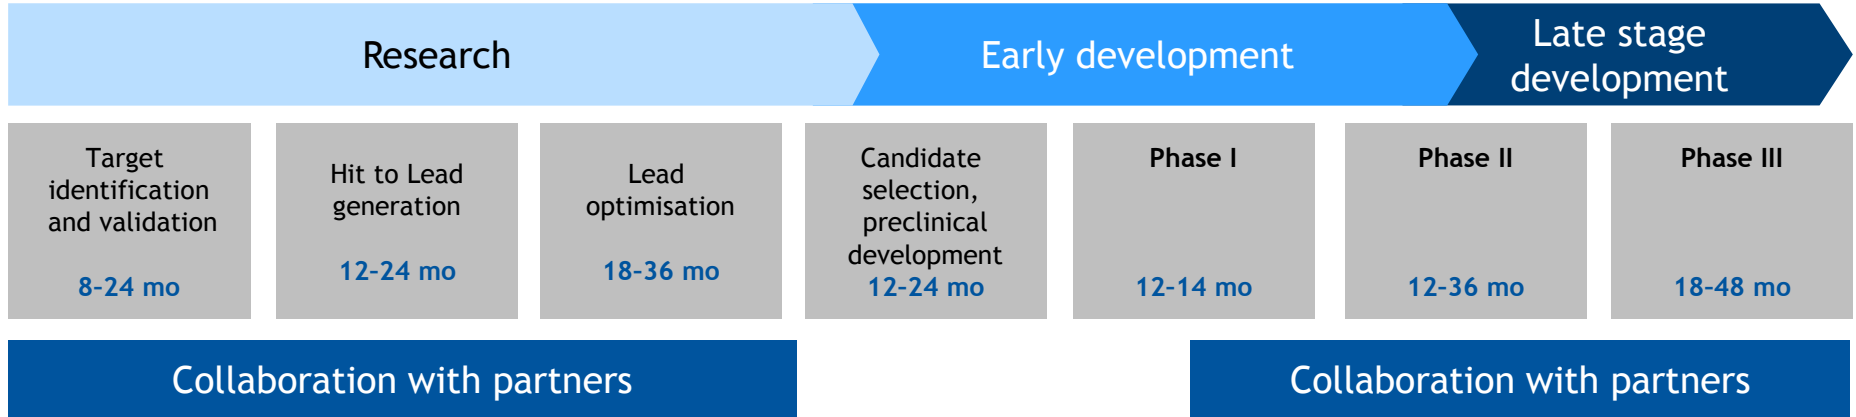 Research
Early development
Late stage
development
Target
identification
and validation
8–24 mo
Hit to Lead
generation
12–24 mo
Lead
optimisation
18–36 mo
Candidate
selection,
preclinical
development
12–24 mo
Phase I
12–14 mo
Phase II
12–36 mo
Phase III
18–48 mo
Collaboration with partners
Collaboration with partners